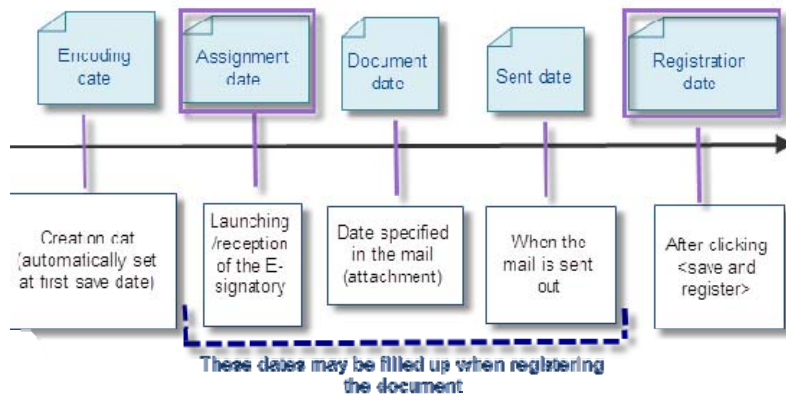 Encoding
cate
Assignment
date
Document
date
Sent date
Registration
date
Creation cat
(automatically set
at first save date)
Launching
/reception
of the E-
signatory
Date specified
in the mail
(attachment)
When the
mail is sent
out
After clicking
<save and
register>
These dates may be filled up when registering
the document